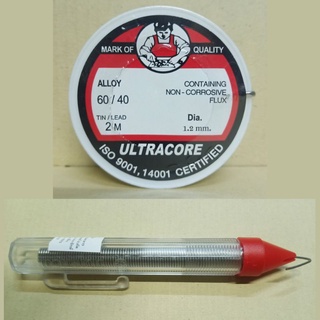 MARK OF QUALITY
ALLOY
60/40
TIN/LEAD
2 M
CONTAINING
NON-CORROSIVE
FLUX
Dia.
1.2 mm.
ULTRACORE
ISO 9001, 14001 CERTIFIED